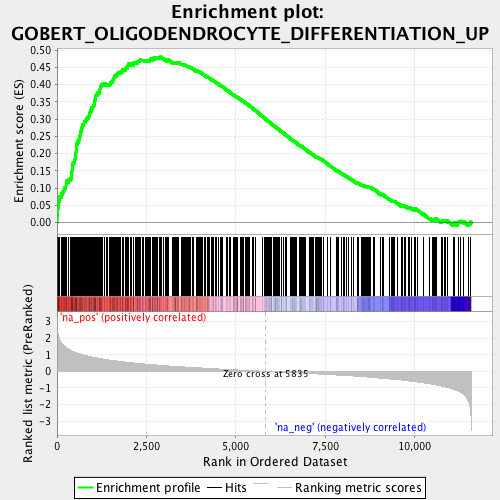 Enrichment plot:
GOBERT_OLIGODENDROCYTE_DIFFERENTIATION_UP
Enrichment score (ES)
0.50
0.45
0.40
0.35
0.30
0.25
0.20
0.15
0.10
0.05
0.00
'na_pos' (positively correlated)
Ranked list metric (PreRanked)
3
2
1
0
-1
-2
-3
Zero cross at 5835
'na_neg' (negatively correlated)
0
2,500
5,000
7,500
10,000
Rank in Ordered Dataset
Enrichment profile
Hits
Ranking metric scores